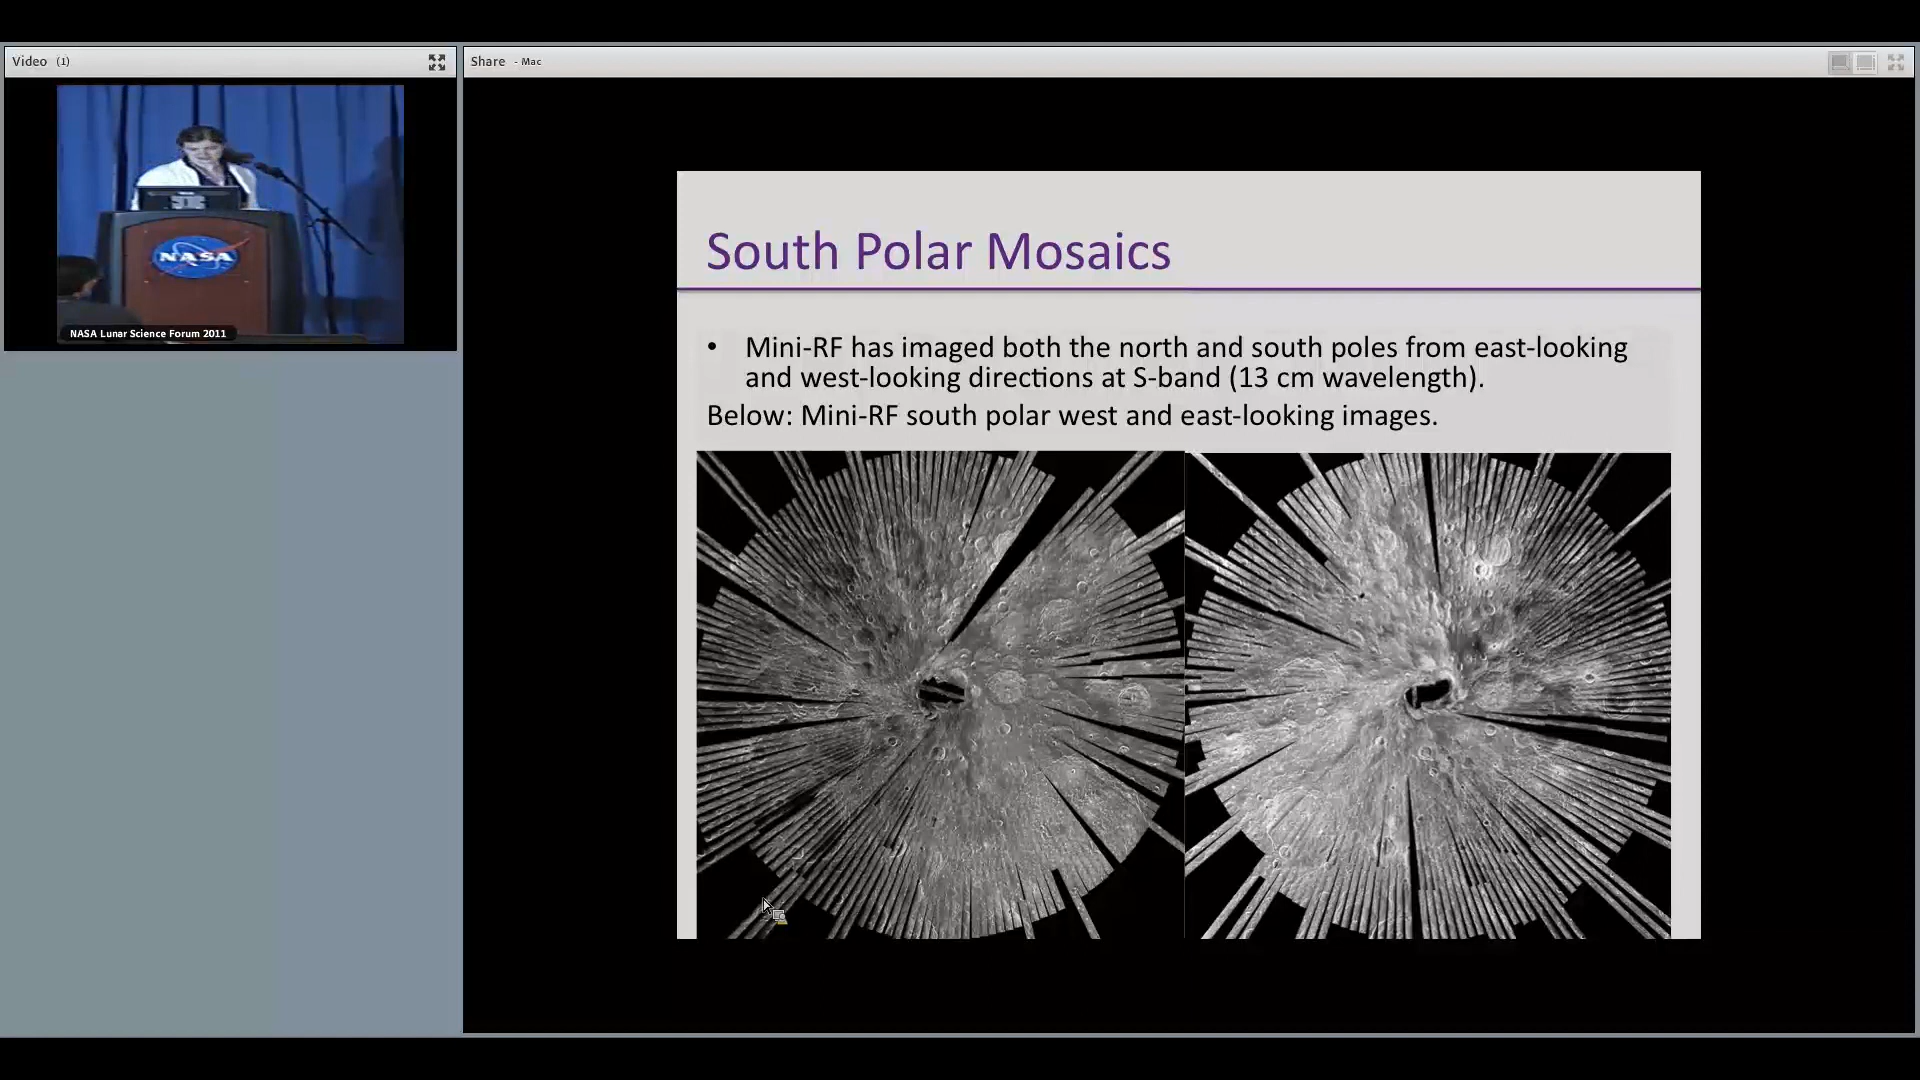 Video (1)
Share - Mac
NASA
NASA Lunar Science Forum 2011
South Polar Mosaics
• Mini-RF has imaged both the north and south poles from east-looking
and west-looking directions at S-band (13 cm wavelength).
Below: Mini-RF south polar west and east-looking images.